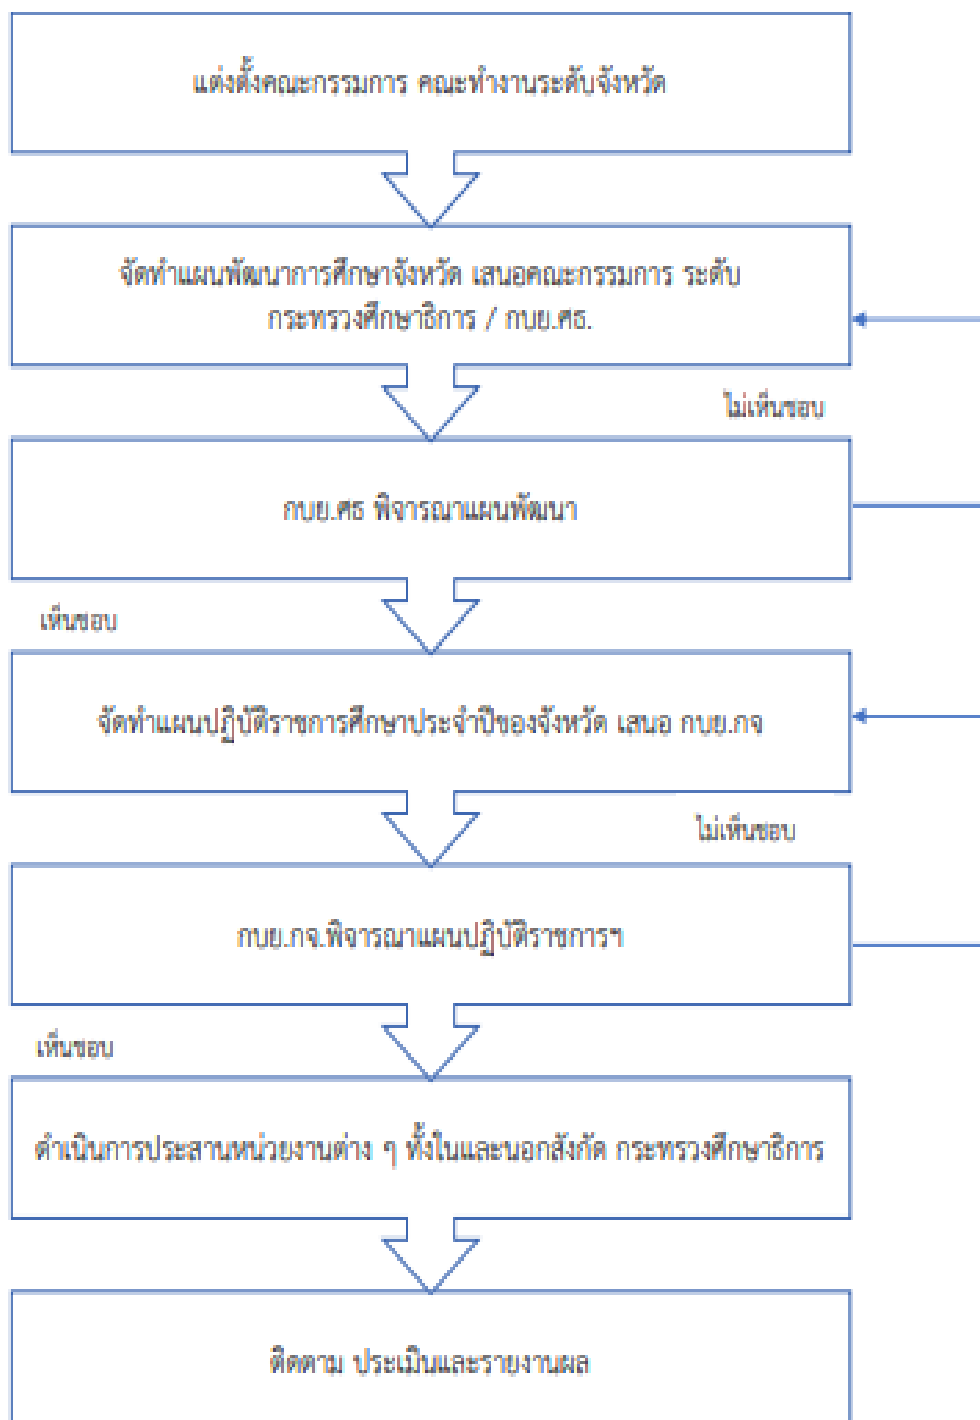 แต่งตั้งคณะกรรมการ คณะทำงานระดับจังหวัด
จัดทำแผนพัฒนาการศึกษาจังหวัด เสนอคณะกรรมการ ระดับ
กระทรวงศึกษาธิการ / กบย.ศธ.
ไม่เห็นชอบ
กบย.ศธ พิจารณาแผนพัฒนา
เห็นชอบ
จัดทำแผนปฏิบัติราชการศึกษาประจำปีของจังหวัด เสนอ กบย.กจ
ไม่เห็นชอบ
กบย.กจ.พิจารณาแผนปฏิบัติราชการฯ
เห็นชอบ
ดำเนินการประสานหน่วยงานต่าง ๆ ทั้งในและนอกสังกัด กระทรวงศึกษาธิการ
ติดตาม ประเมินและรายงานผล